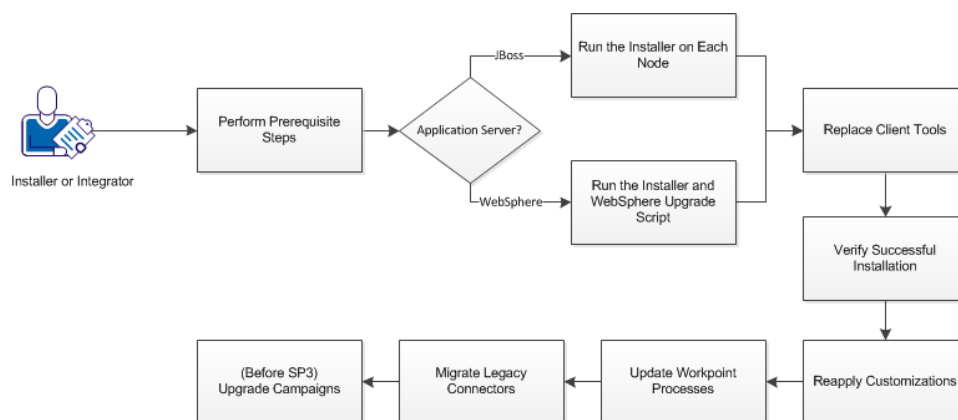 Installer or Integrator
Perform Prerequisite
Steps
Application Server?
JBoss
Run the Installer on Each
Node
WebSphere
Run the Installer and
WebSphere Upgrade
Script
Replace Client Tools
Verify Successful
Installation
Reapply Customizations
Update Workpoint
Processes
Migrate Legacy
Connectors
(Before SP3)
Upgrade Campaigns